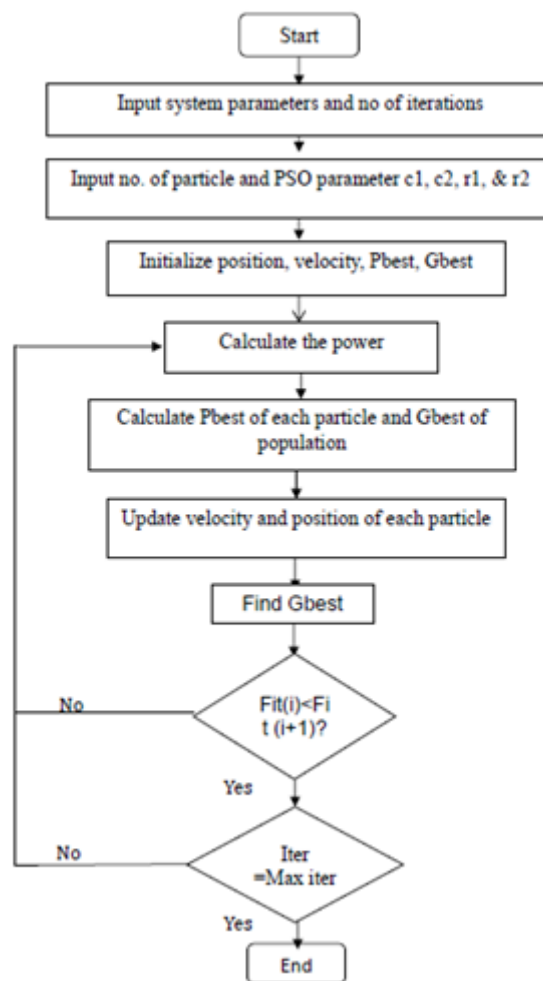 Start
Input system parameters and no of iterations
Input no. of particle and PSO parameter c1, c2, r1, & r2
Initialize position, velocity, Pbest, Gbest
Calculate the power
Calculate Pbest of each particle and Gbest of
population
Update velocity and position of each particle
Find Gbest
No
Fit(i)<Fi
t (i+1)?
Yes
No
Iter
=Max iter
Yes
End